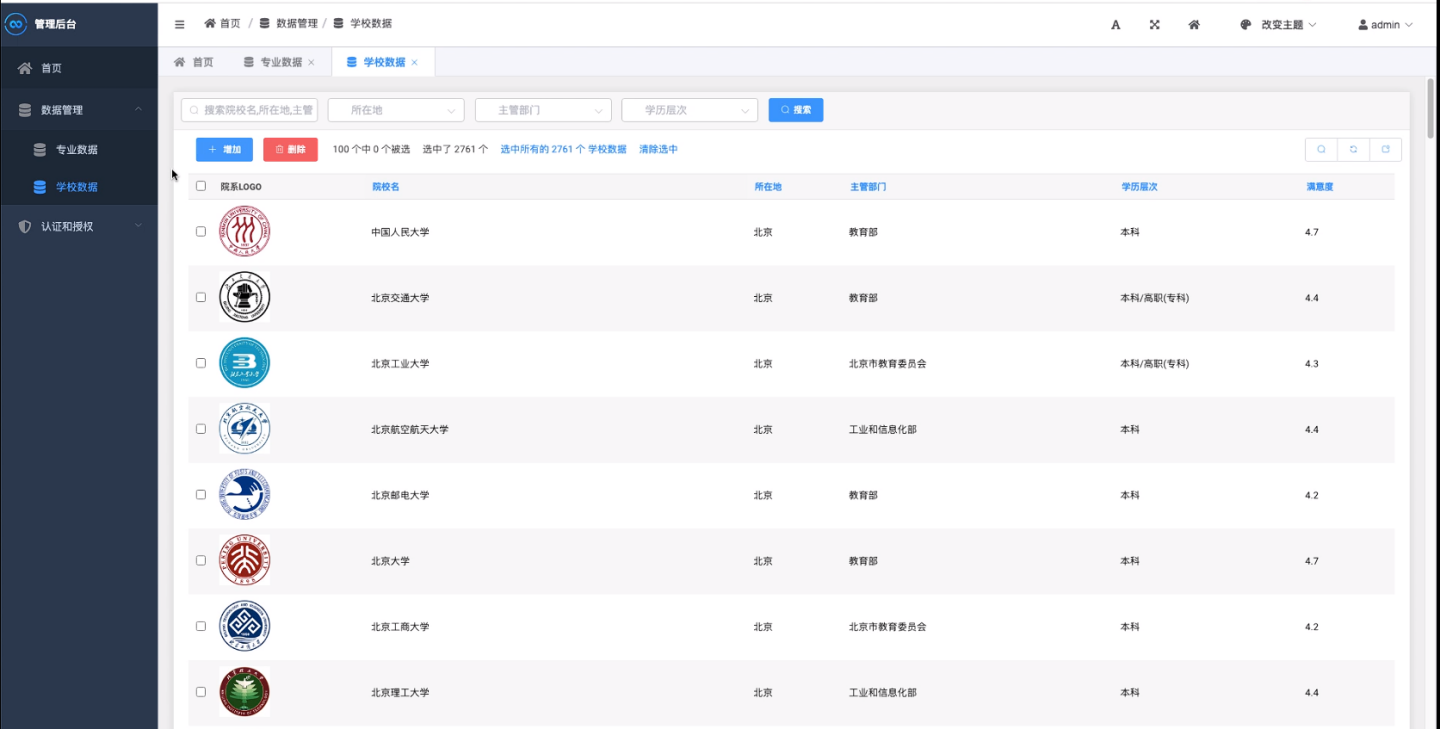 管理后台
首页 / 数据管理 / 学校数据
A 改变主题 admin
首页
数据管理
专业数据
学校数据
认证和授权
首页 专业数据 × 学校数据 ×
搜索院校名,所在地,主管 所在地 主管部门 学历层次 搜索
+ 增加 删除 100 个中 0 个被选 选中了 2761 个 选中所有的 2761 个 学校数据 清除选中
院系LOGO 院校名 所在地 主管部门 学历层次 满意度
中国人民大学 北京 教育部 本科 4.7
北京交通大学 北京 教育部 本科/高职(专科) 4.4
北京工业大学 北京 北京市教育委员会 本科/高职(专科) 4.3
北京航空航天大学 北京 工业和信息化部 本科 4.4
北京邮电大学 北京 教育部 本科 4.2
北京大学 北京 教育部 本科 4.7
北京工商大学 北京 北京市教育委员会 本科 4.2
北京理工大学 北京 工业和信息化部 本科 4.4